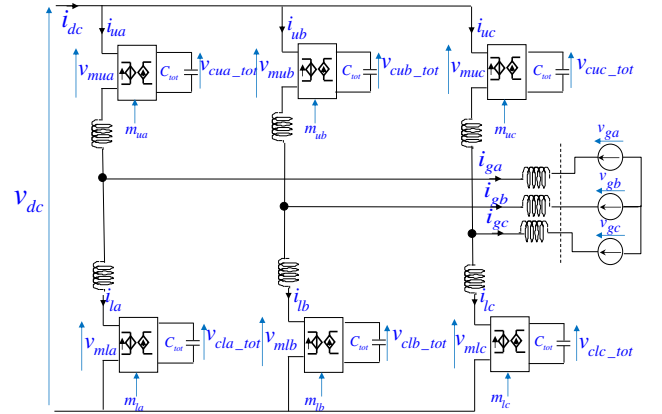 i_dc
i_ua i_ub i_uc
v_mua C_tot v_cua_tot v_mub C_tot v_cub_tot v_muc C_tot v_cuc_tot
m_ua m_ub m_uc
v_ga
i_ga
v_dc
v_gb
i_gb
i_gc
v_gc
i_la i_lb i_lc
v_mla C_tot v_cla_tot v_mlb C_tot v_clb_tot v_mlc C_tot v_clc_tot
m_la m_lb m_lc